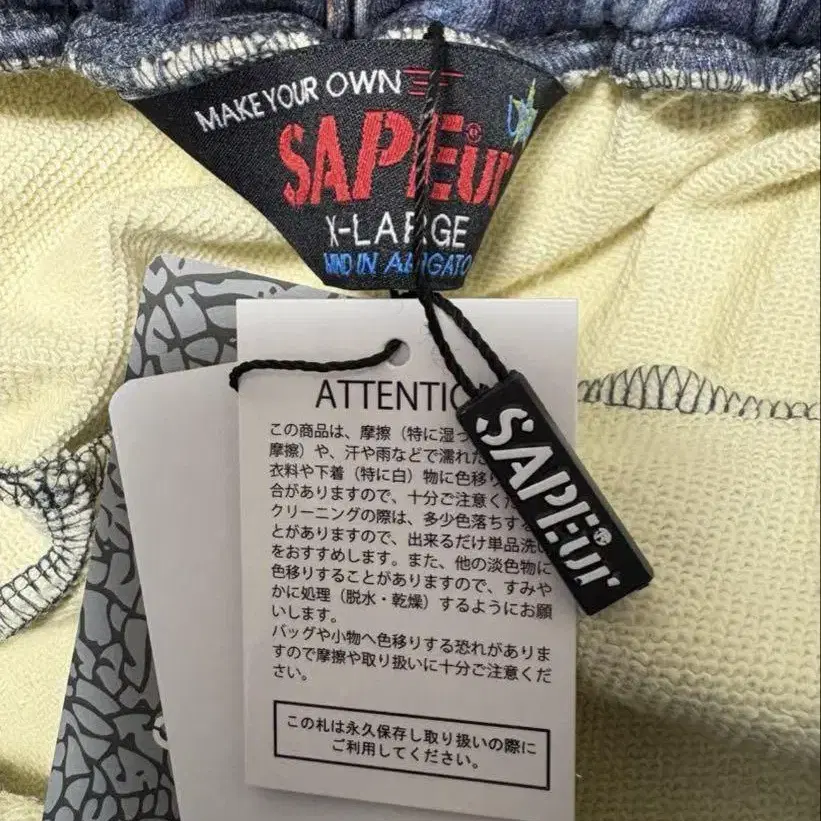 MAKE YOUR OWN
SAPEur
X-LARGE
ATTENTIO
この商品は、摩擦（特に湿っ
摩擦）や、汗や雨などで濡れた
衣料や下着（特に白）物に色移り
合がありますので、十分ご注意く
クリーニングの際は、多少色落ちする
とがありますので、出来るだけ単品洗い
をおすすめします。また、他の淡色物に
色移りすることがありますので、すみや
かに処理（脱水・乾燥）するようにお願
いします。
バッグや小物へ色移りする恐れがありま
すので摩擦や取り扱いに十分ご注意くだ
さい。
この札は永久保存し取り扱いの際に
ご利用してください。
SAPEur